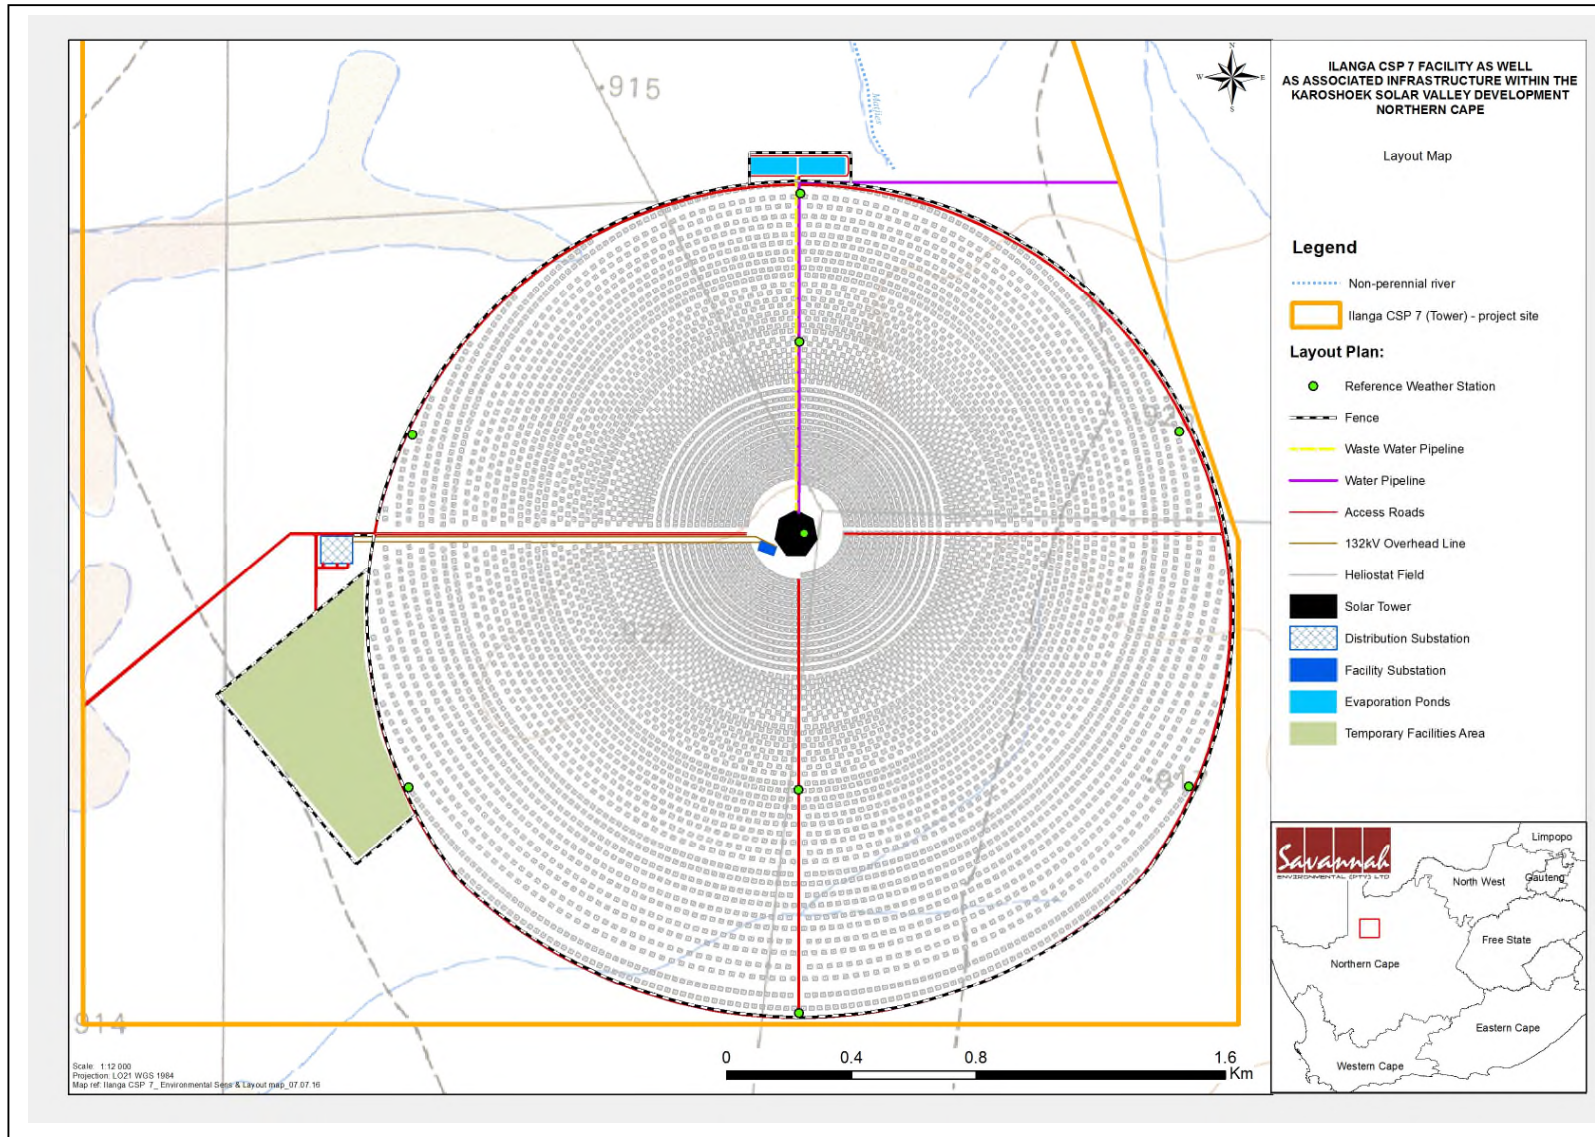 ILANGA CSP 7 FACILITY AS WELL
AS ASSOCIATED INFRASTRUCTURE WITHIN THE
KAROSHOEK SOLAR VALLEY DEVELOPMENT
NORTHERN CAPE
Layout Map
N
W E
S
915
Legend
Non-perennial river
Ilanga CSP 7 (Tower) - project site
Layout Plan:
Reference Weather Station
Fence
Waste Water Pipeline
Water Pipeline
Access Roads
132kV Overhead Line
Heliostat Field
Solar Tower
Distribution Substation
Facility Substation
Evaporation Ponds
Temporary Facilities Area
914
Scale: 1:12 000
Projection: LO21 WGS 1984
Map ref: Ilanga CSP 7_ Environmental Sens & Layout map_07.07.16
0 0.4 0.8 1.6
Km
Savannah
ENVIRONMENTAL (PTY) LTD
Limpopo
North West
Gauteng
Free State
Northern Cape
Eastern Cape
Western Cape